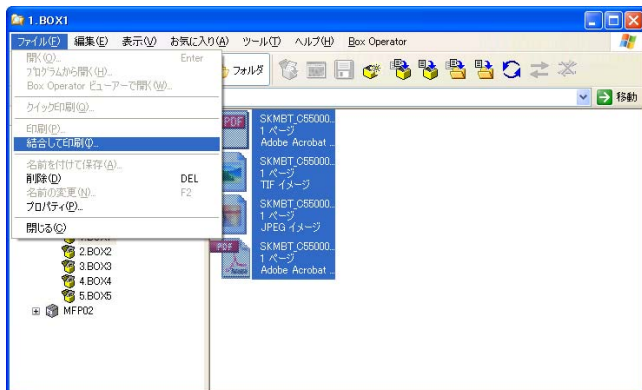 1.BOX1
ファイル(F) 編集(E) 表示(V) お気に入り(A) ツール(T) ヘルプ(H) Box Operator
開く(O)... Enter
プログラムから開く(H)...
Box Operator ビューアーで開く(W)...
クイック印刷(Q)...
印刷(P)...
結合して印刷(I)...
名前を付けて保存(A)...
削除(D) DEL
名前の変更(N)... F2
プロパティ(P)...
閉じる(C)
フォルダ
移動
PDF
SKMBT_C55000...
1 ページ
Adobe Acrobat ...
SKMBT_C55000...
1 ページ
TIF イメージ
SKMBT_C55000...
1 ページ
JPEG イメージ
PDF
SKMBT_C55000...
1 ページ
Adobe Acrobat ...
2.BOX2
3.BOX3
4.BOX4
5.BOX5
MFP02